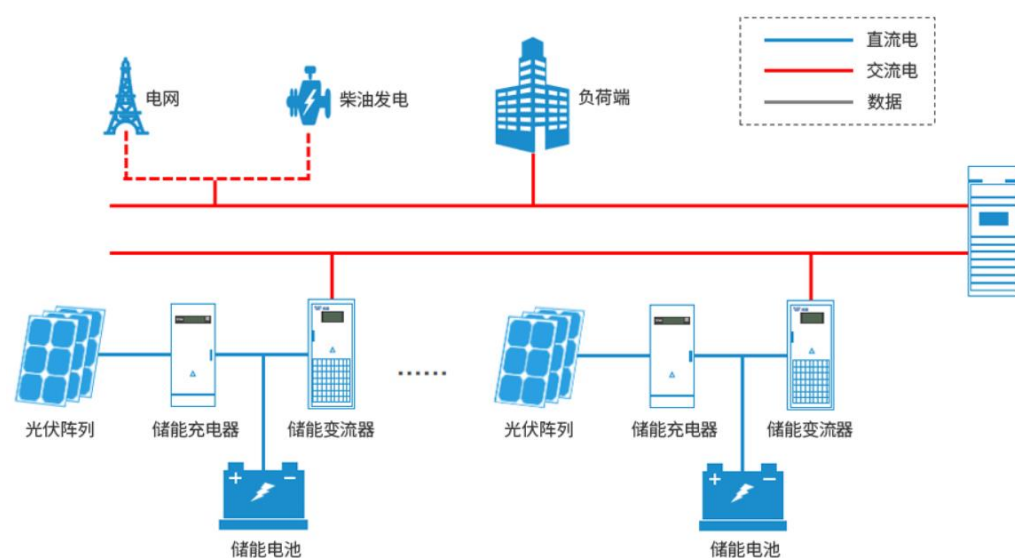 电网
柴油发电
负荷端
直流电
交流电
数据
光伏阵列
储能充电器
储能变流器
……
光伏阵列
储能充电器
储能变流器
储能电池
储能电池